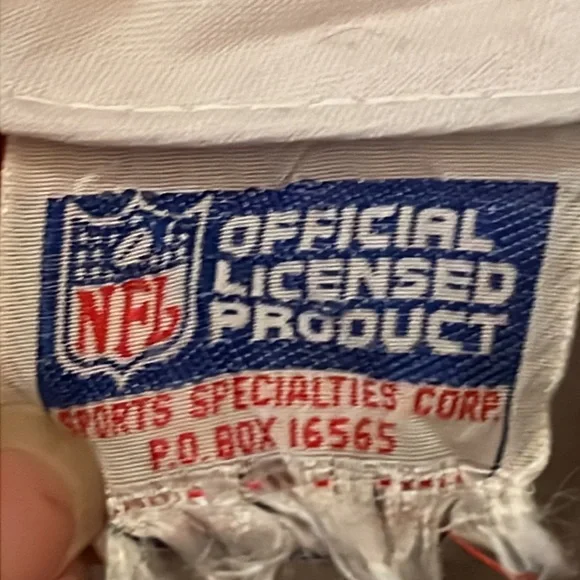 NFL
OFFICIAL
LICENSED
PRODUCT
SPORTS SPECIALTIES CORP.
P.O. BOX 16565